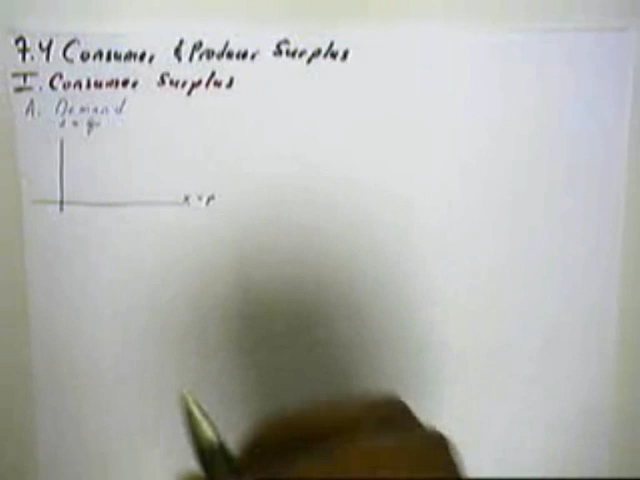 7.4 Consumer & Producer Surplus
I. Consumer Surplus
A. Demand
x = p